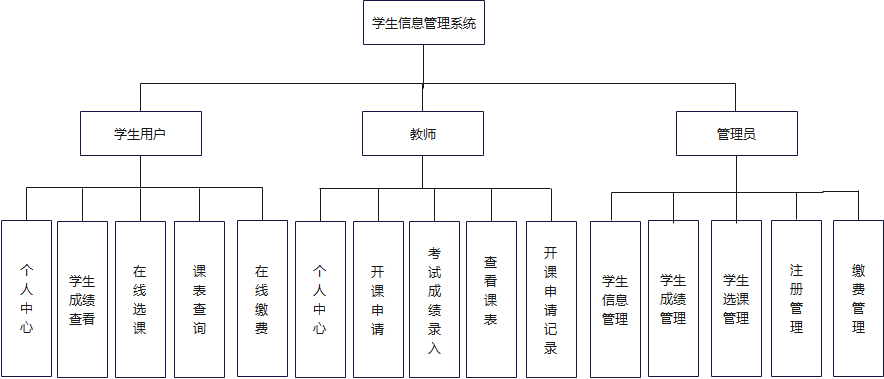 学生信息管理系统
学生用户
教师
管理员
个人中心
学生成绩查看
在线选课
课表查询
在线缴费
个人中心
开课申请
考试成绩录入
查看课表
开课申请记录
学生信息管理
学生成绩管理
学生选课管理
注册管理
缴费管理